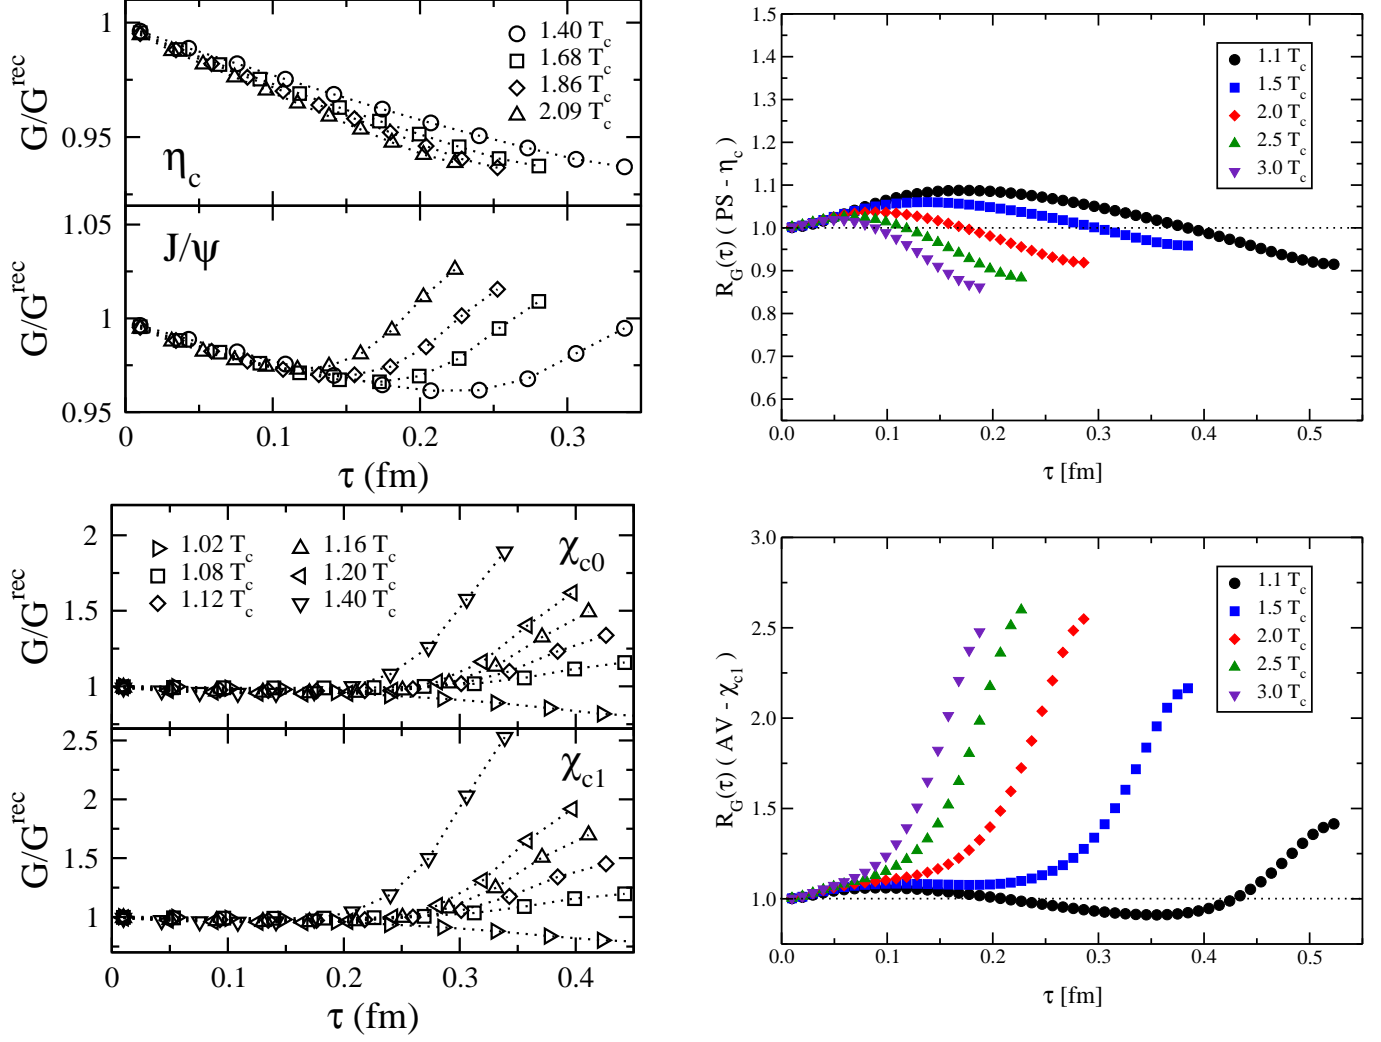 1
0.95
G/G^rec
η_c
1.40 T_c
1.68 T_c
1.86 T_c
2.09 T_c
1.05
1
0.95
G/G^rec
J/ψ
0 0.1 0.2 0.3
τ (fm)
1.5
1.4
1.3
1.2
1.1
1.0
0.9
0.8
0.7
0.6
R_G(τ) ( PS - η_c )
1.1 T_c
1.5 T_c
2.0 T_c
2.5 T_c
3.0 T_c
0.0 0.1 0.2 0.3 0.4 0.5
τ [fm]
2
1.5
1
G/G^rec
1.02 T_c 1.16 T_c
1.08 T_c 1.20 T_c
1.12 T_c 1.40 T_c
χ_c0
2.5
2
1.5
1
G/G^rec
χ_c1
0 0.1 0.2 0.3 0.4
τ (fm)
3.0
2.5
2.0
1.5
1.0
R_G(τ) ( AV - χ_c1 )
1.1 T_c
1.5 T_c
2.0 T_c
2.5 T_c
3.0 T_c
0.0 0.1 0.2 0.3 0.4 0.5
τ [fm]